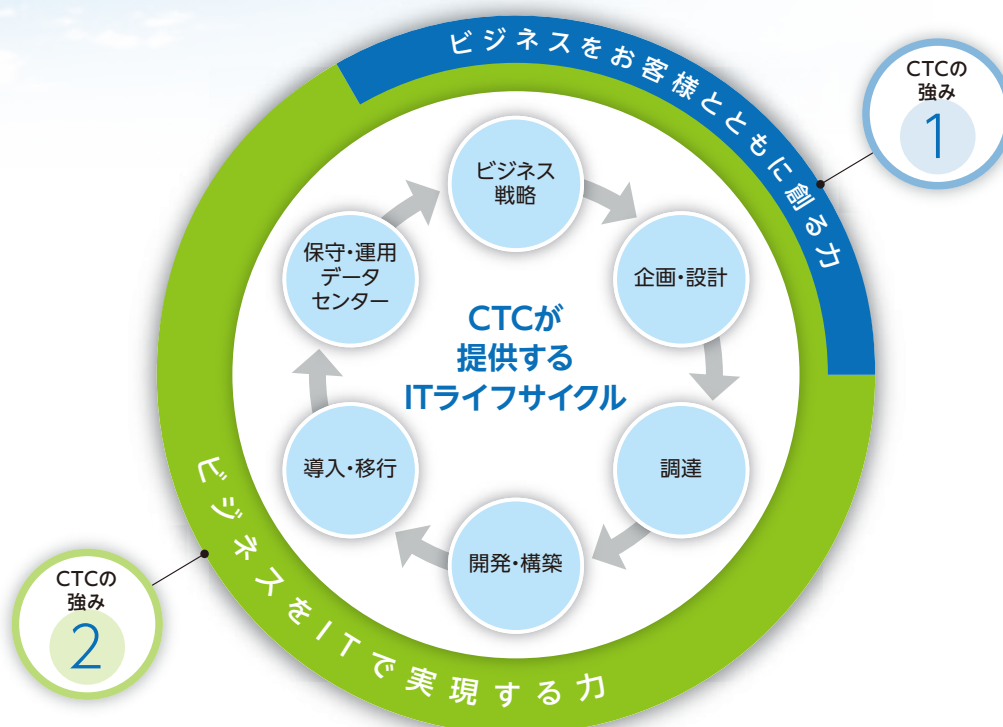 ビジネスをお客様とともに創る力
CTCの
強み
1
ビジネス
戦略
企画・設計
調達
開発・構築
導入・移行
保守・運用
データ
センター
CTCが
提供する
ITライフサイクル
ビジネスをITで実現する力
CTCの
強み
2